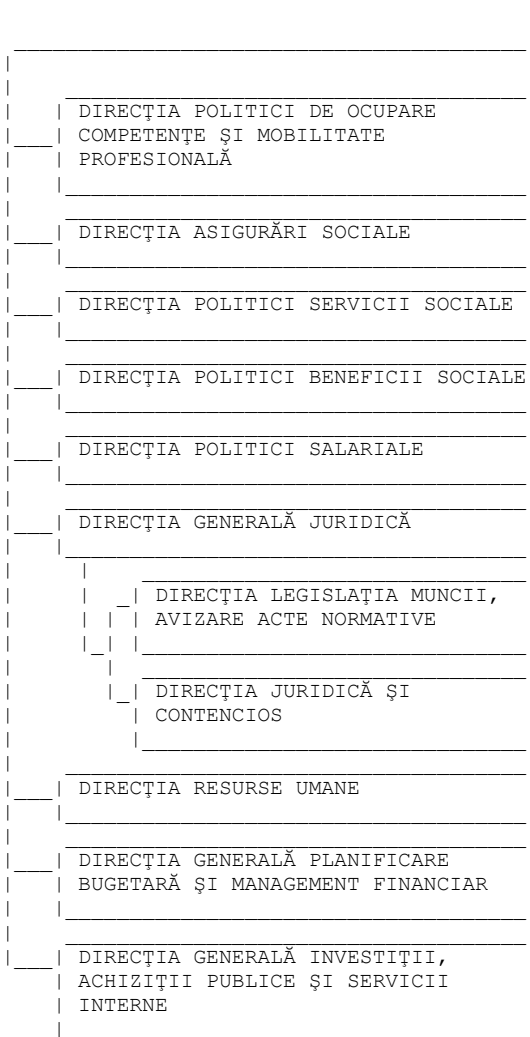 DIRECŢIA POLITICI DE OCUPARE
COMPETENŢE ŞI MOBILITATE
PROFESIONALĂ
DIRECŢIA ASIGURĂRI SOCIALE
DIRECŢIA POLITICI SERVICII SOCIALE
DIRECŢIA POLITICI BENEFICII SOCIALE
DIRECŢIA POLITICI SALARIALE
DIRECŢIA GENERALĂ JURIDICĂ
DIRECŢIA LEGISLAŢIA MUNCII,
AVIZARE ACTE NORMATIVE
DIRECŢIA JURIDICĂ ŞI
CONTENCIOS
DIRECŢIA RESURSE UMANE
DIRECŢIA GENERALĂ PLANIFICARE
BUGETARĂ ŞI MANAGEMENT FINANCIAR
DIRECŢIA GENERALĂ INVESTIŢII,
ACHIZIŢII PUBLICE ŞI SERVICII
INTERNE